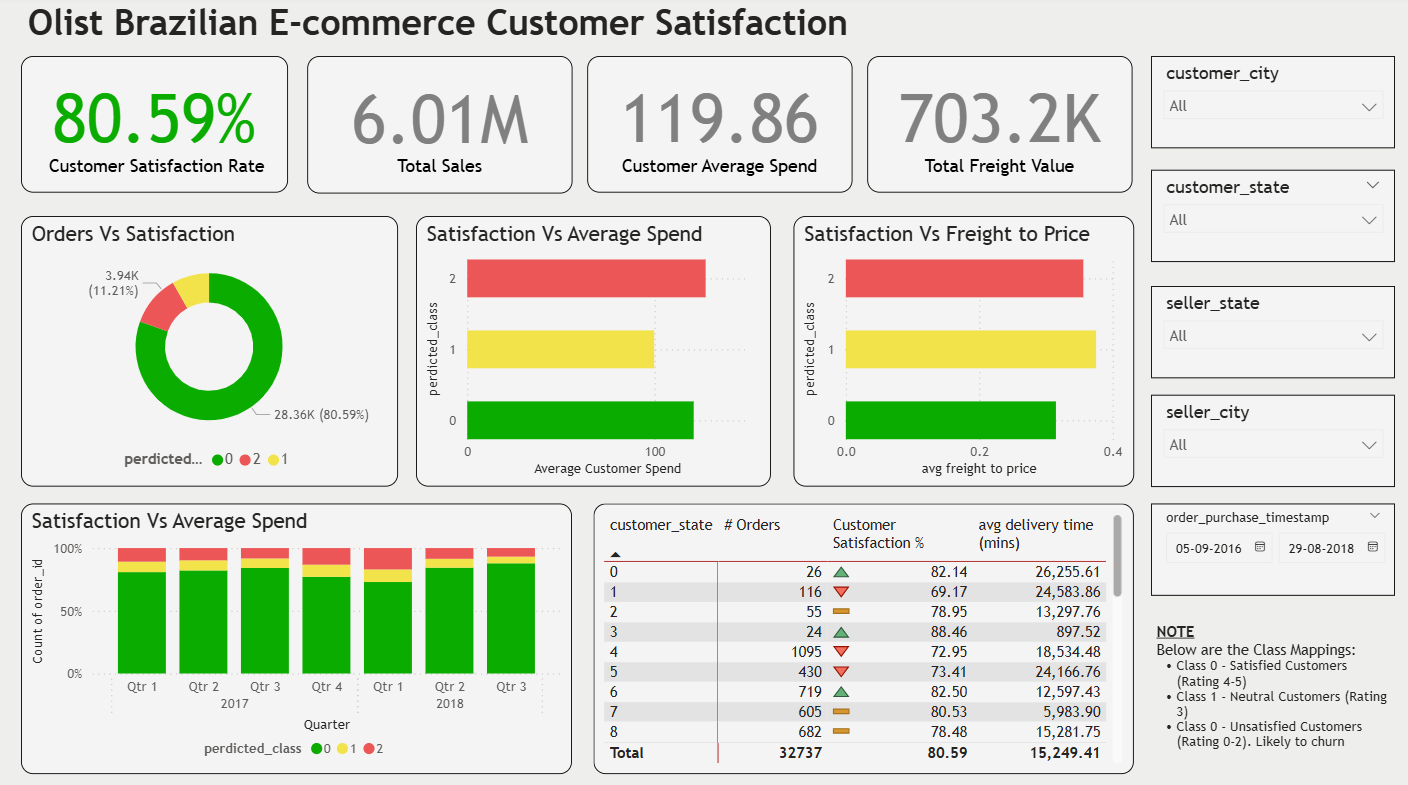 Olist Brazilian E-commerce Customer Satisfaction
80.59%
Customer Satisfaction Rate
6.01M
Total Sales
119.86
Customer Average Spend
703.2K
Total Freight Value
customer_city
All
customer_state
All
seller_state
All
seller_city
All
order_purchase_timestamp
05-09-2016
29-08-2018
NOTE
Below are the Class Mappings:
• Class 0 - Satisfied Customers
(Rating 4-5)
• Class 1 - Neutral Customers (Rating
3)
• Class 0 - Unsatisfied Customers
(Rating 0-2). Likely to churn
Orders Vs Satisfaction
3.94K
(11.21%)
28.36K (80.59%)
perdicted... 0 2 1
Satisfaction Vs Average Spend
perdicted_class
2
1
0
0 100
Average Customer Spend
Satisfaction Vs Freight to Price
perdicted_class
2
1
0
0.0 0.2 0.4
avg freight to price
Satisfaction Vs Average Spend
Count of order_id
100%
50%
0%
Qtr 1 Qtr 2 Qtr 3 Qtr 4 Qtr 1 Qtr 2 Qtr 3
2017 2018
Quarter
perdicted_class 0 1 2
customer_state # Orders Customer avg delivery time
Satisfaction % (mins)
0 26 82.14 26,255.61
1 116 69.17 24,583.86
2 55 78.95 13,297.76
3 24 88.46 897.52
4 1095 72.95 18,534.48
5 430 73.41 24,166.76
6 719 82.50 12,597.43
7 605 80.53 5,983.90
8 682 78.48 15,281.75
Total 32737 80.59 15,249.41